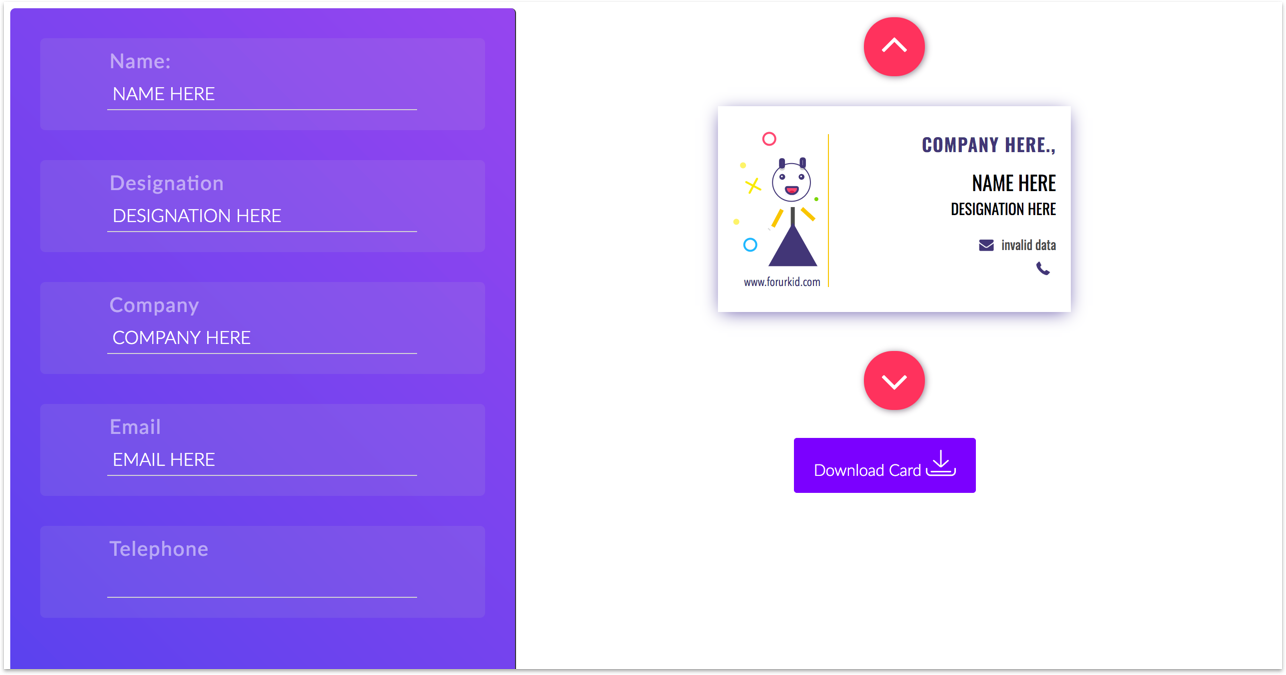 Name:
NAME HERE
Designation
DESIGNATION HERE
Company
COMPANY HERE
Email
EMAIL HERE
Telephone
COMPANY HERE.,
NAME HERE
DESIGNATION HERE
invalid data
www.forurkid.com
Download Card